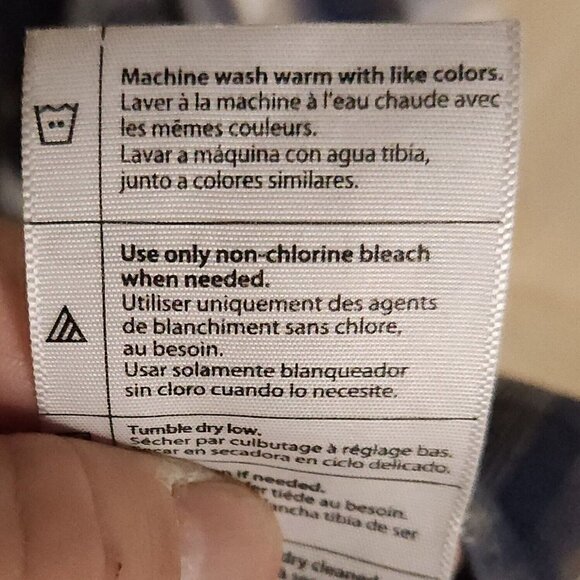 Machine wash warm with like colors.
Laver à la machine à l'eau chaude avec
les mêmes couleurs.
Lavar a máquina con agua tibia,
junto a colores similares.
Use only non-chlorine bleach
when needed.
Utiliser uniquement des agents
de blanchiment sans chlore,
au besoin.
Usar solamente blanqueador
sin cloro cuando lo necesite.
Tumble dry low.
Sécher par culbutage à réglage bas.
en secadora en ciclo delicado.
if needed.
tiède au besoin.
tibia de ser
dry